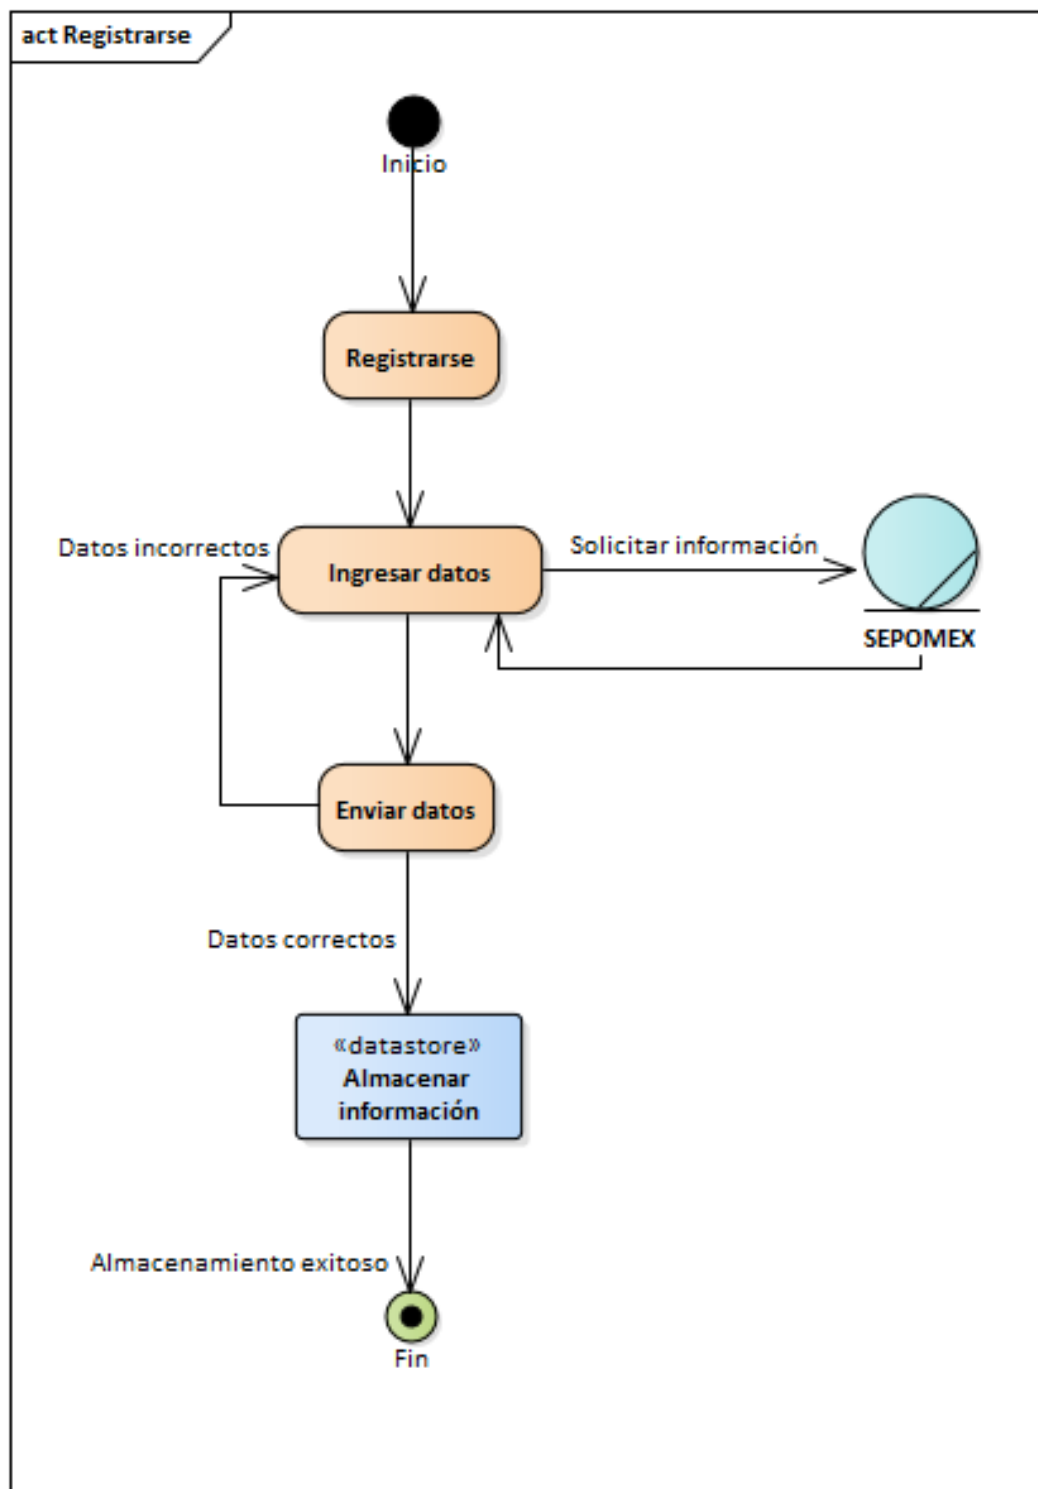 act Registrarse
Inicio
Registrarse
Datos incorrectos
Ingresar datos
Solicitar información
SEPOMEX
Enviar datos
Datos correctos
«datastore»
Almacenar
información
Almacenamiento exitoso
Fin